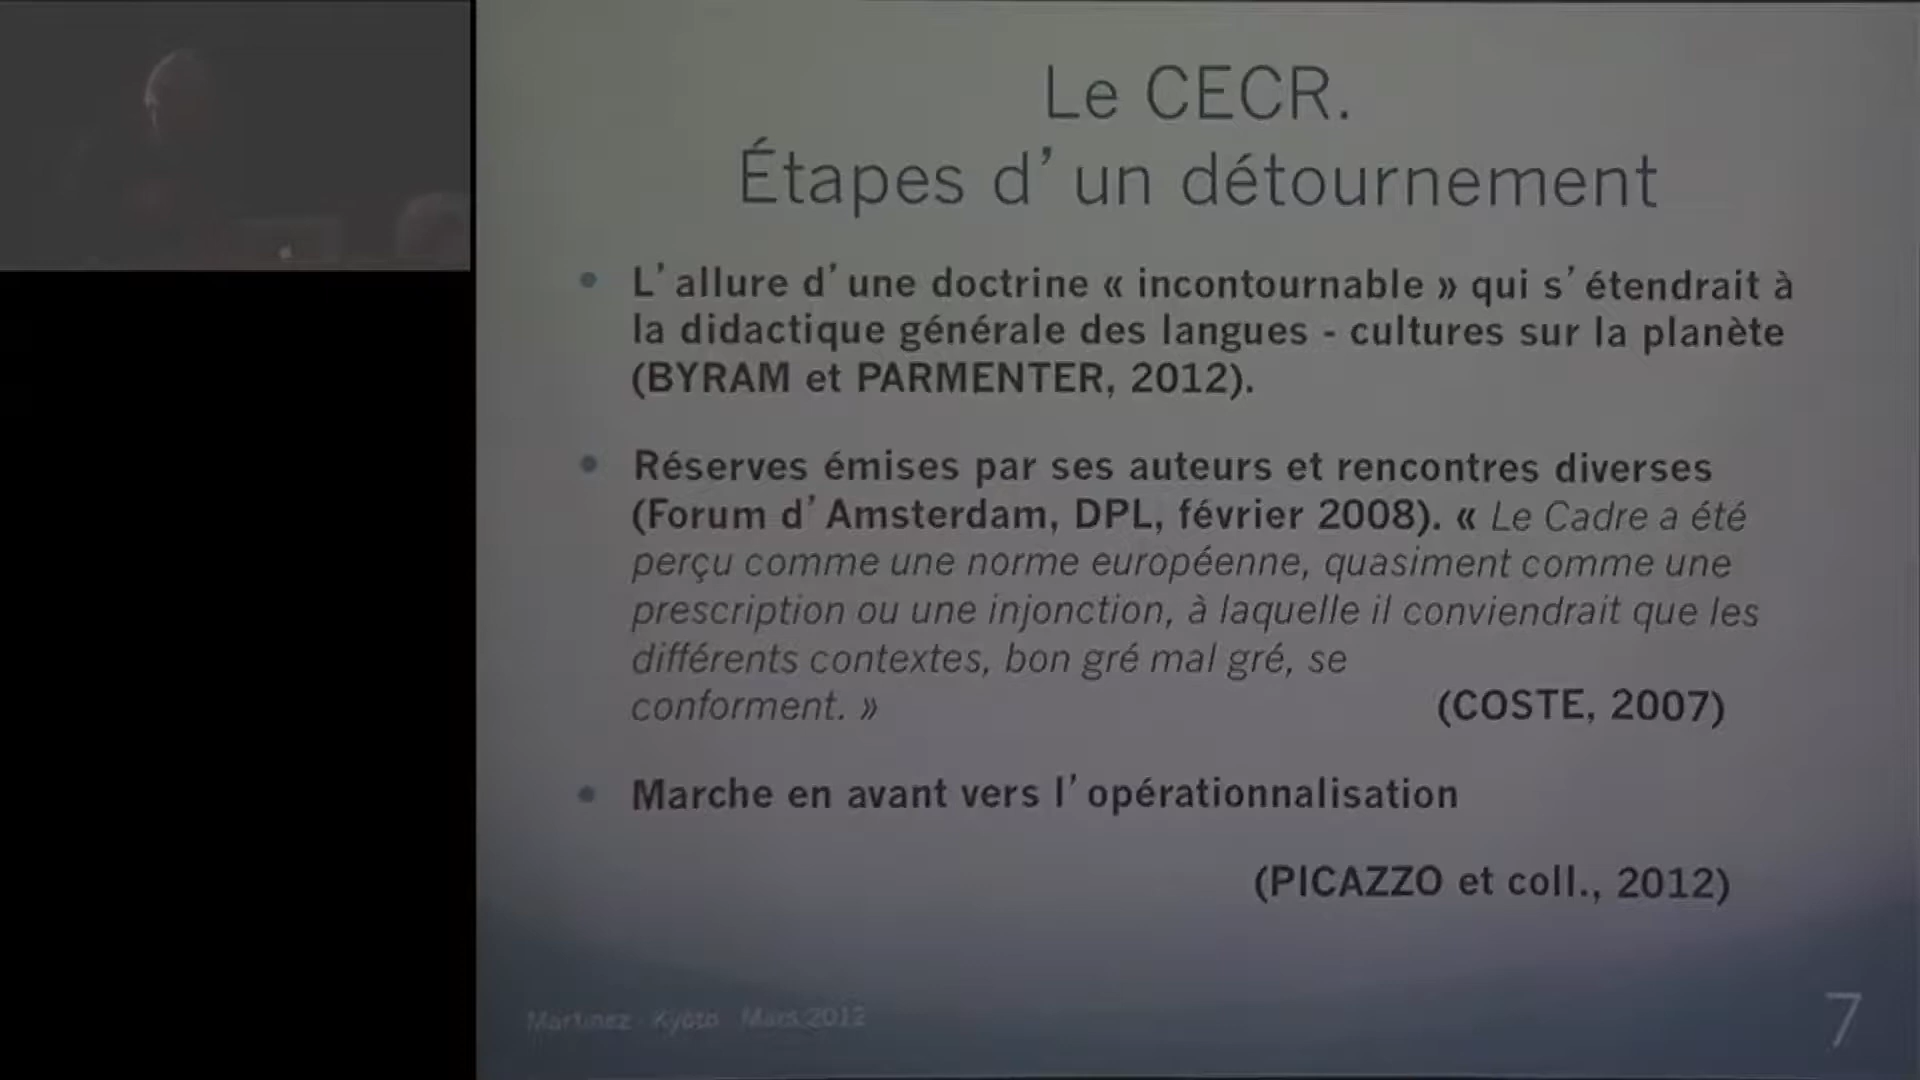 Le CECR.
Étapes d’un détournement
• L’allure d’une doctrine « incontournable » qui s’étendrait à
la didactique générale des langues - cultures sur la planète
(BYRAM et PARMENTER, 2012).
• Réserves émises par ses auteurs et rencontres diverses
(Forum d’Amsterdam, DPL, février 2008). « Le Cadre a été
perçu comme une norme européenne, quasiment comme une
prescription ou une injonction, à laquelle il conviendrait que les
différents contextes, bon gré mal gré, se
conforment. » (COSTE, 2007)
• Marche en avant vers l’opérationnalisation
(PICAZZO et coll., 2012)
Martinez - Kyoto - Mars 2012
7